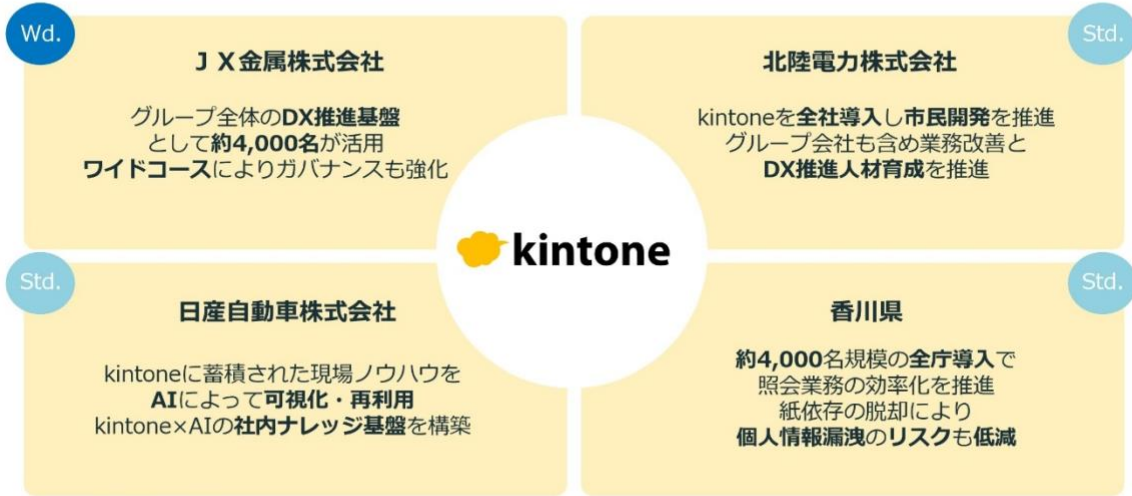 Wd.
ＪＸ金属株式会社
グループ全体のDX推進基盤
として約4,000名が活用
ワイドコースによりガバナンスも強化
Std.
北陸電力株式会社
kintoneを全社導入し市民開発を推進
グループ会社も含め業務改善と
DX推進人材育成を推進
kintone
Std.
日産自動車株式会社
kintoneに蓄積された現場ノウハウを
AIによって可視化・再利用
kintone×AIの社内ナレッジ基盤を構築
Std.
香川県
約4,000名規模の全庁導入で
照会業務の効率化を推進
紙依存の脱却により
個人情報漏洩のリスクも低減